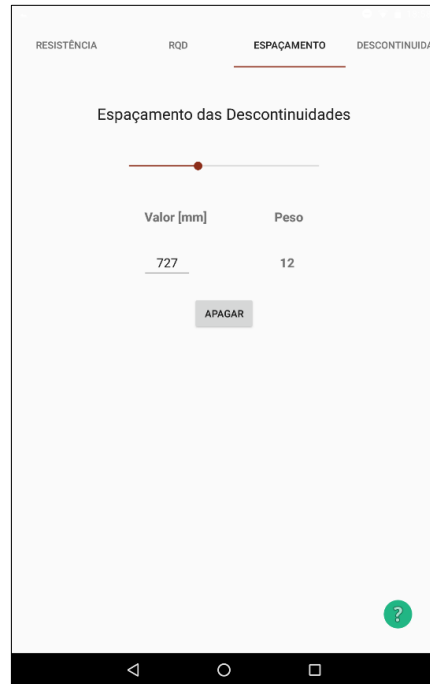 RESISTÊNCIA RQD ESPAÇAMENTO DESCONTINUIDA
Espaçamento das Descontinuidades
Valor [mm] Peso
727 12
APAGAR
?